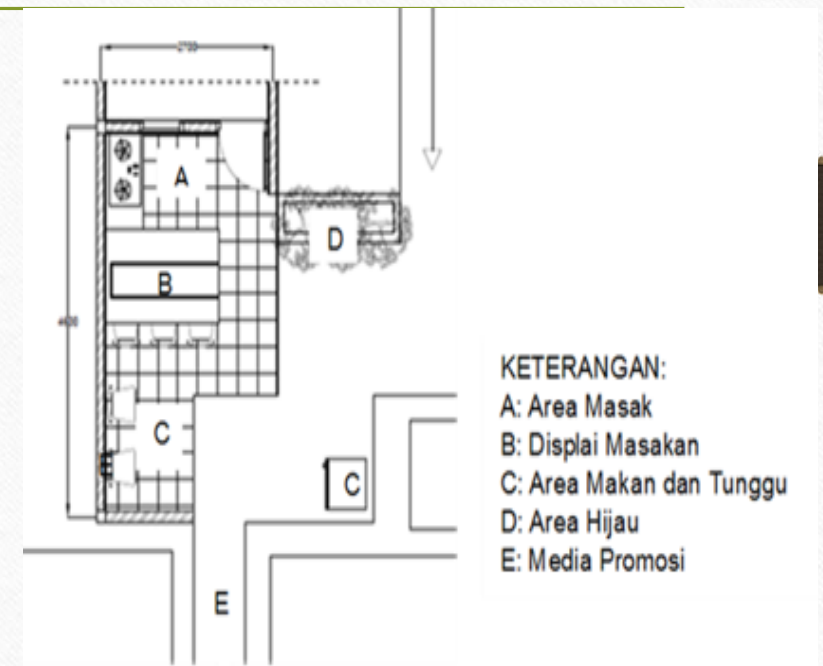 A
D
B
C
C
E
KETERANGAN:
A: Area Masak
B: Displai Masakan
C: Area Makan dan Tunggu
D: Area Hijau
E: Media Promosi